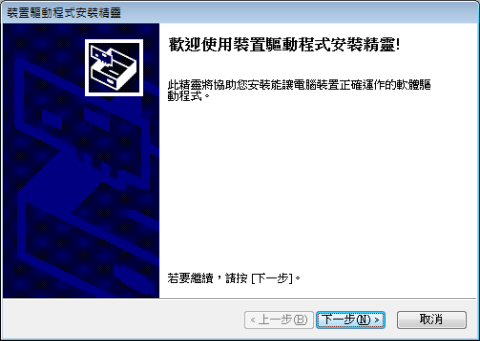 裝置驅動程式安裝精靈
歡迎使用裝置驅動程式安裝精靈!
此精靈將協助您安裝能讓電腦裝置正確運作的軟體驅
動程式。
若要繼續，請按 [下一步]。
< 上一步(B)
下一步(N) >
取消